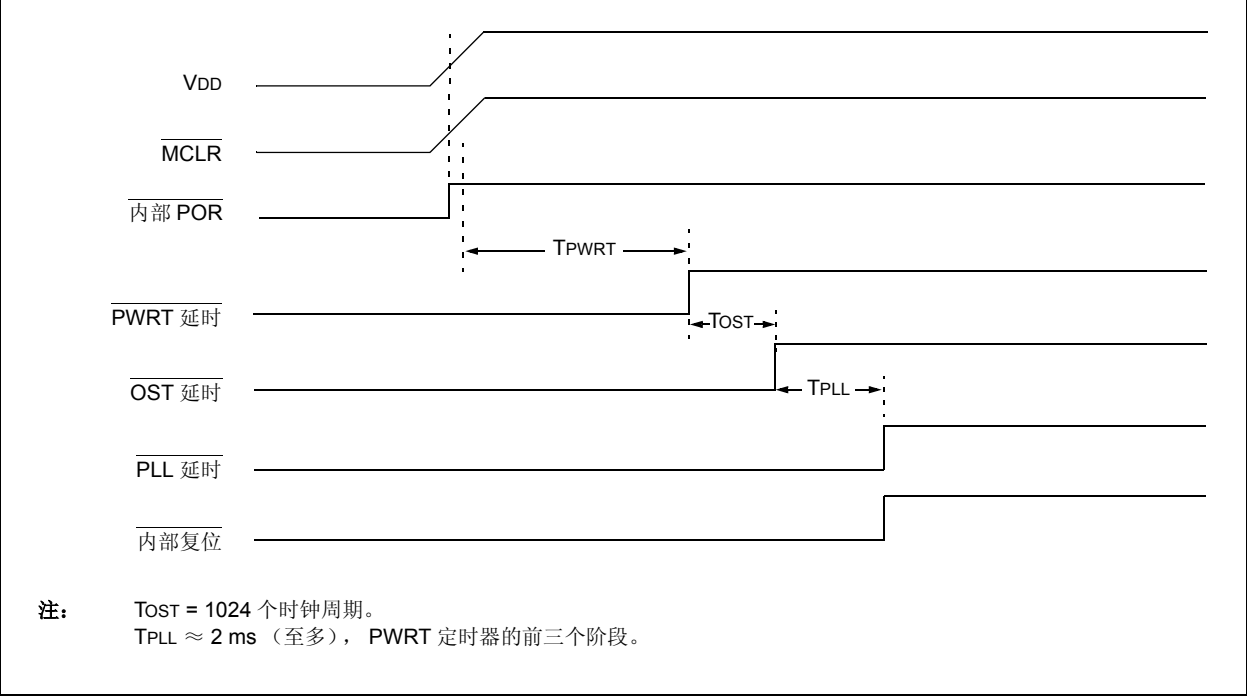 VDD
MCLR
内部 POR
TPWRT
PWRT 延时
TOST
OST 延时
TPLL
PLL 延时
内部复位
注: TOST = 1024 个时钟周期。
TPLL ≈ 2 ms （至多）， PWRT 定时器的前三个阶段。